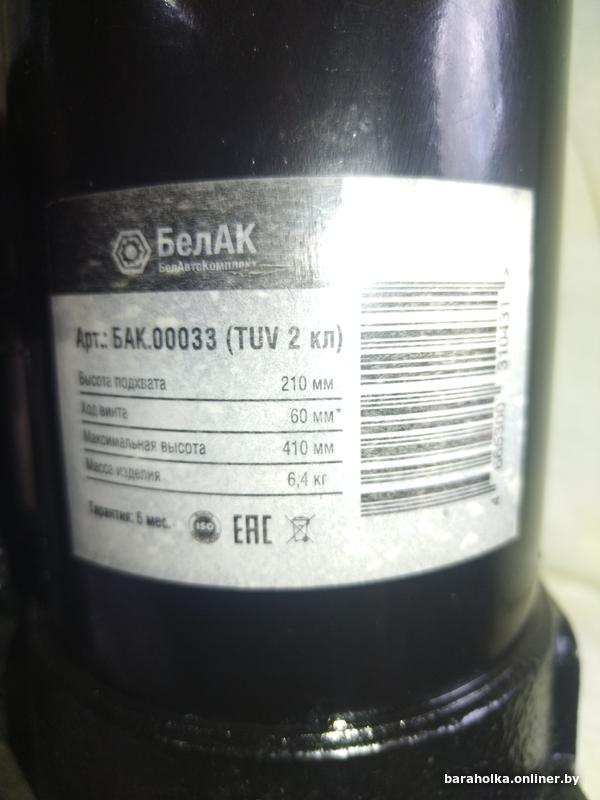 БелАК
БелАвтоКомплект
Арт.: БАК.00033 (TUV 2 кл)
Высота подхвата 210 мм
Ход винта 60 мм*
Максимальная высота 410 мм
Масса изделия 6,4 кг
Гарантия: 6 мес. ISO EAC
baraholka.onliner.by